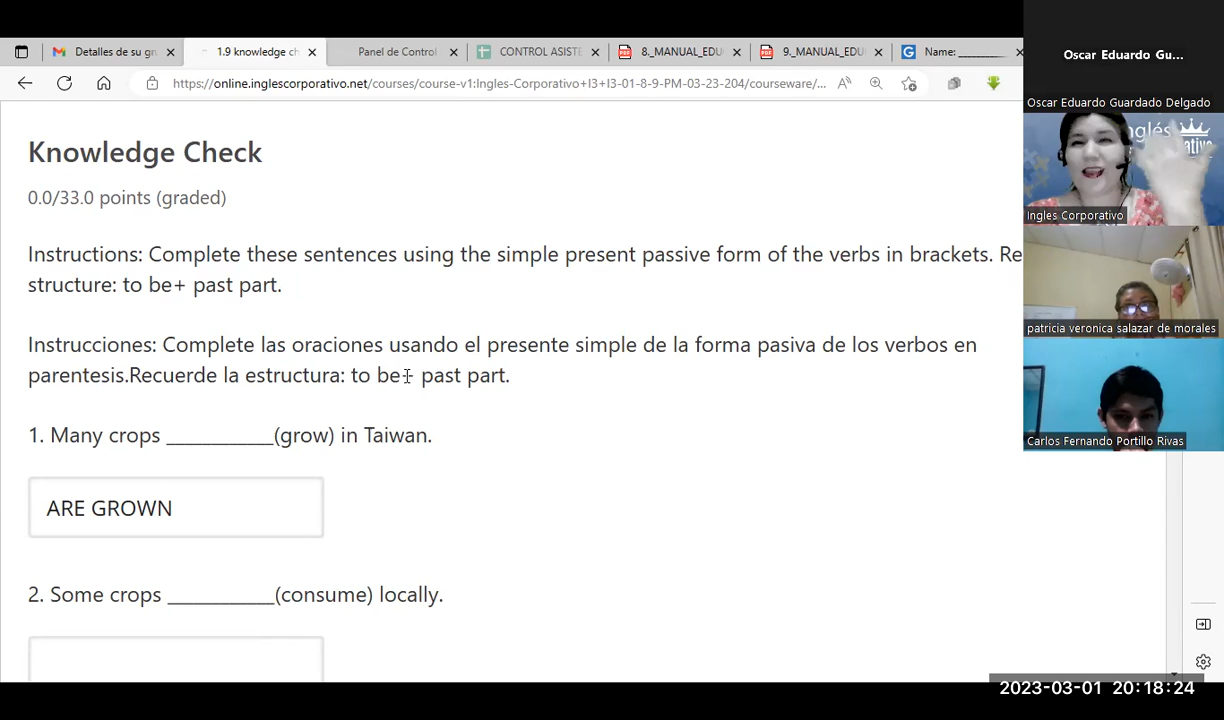 Detalles de su gr
1.9 knowledge ch
Panel de Control
CONTROL ASISTE
8._MANUAL_EDU
9._MANUAL_EDU
Name: ________
https://online.inglescorporativo.net/courses/course-v1:Ingles-Corporativo+I3+I3-01-8-9-PM-03-23-204/courseware/...
Oscar Eduardo Gu...
Oscar Eduardo Guardado Delgado
Knowledge Check
0.0/33.0 points (graded)
Inglés
Ingles Corporativo
Instructions: Complete these sentences using the simple present passive form of the verbs in brackets. Re
structure: to be+ past part.
patricia veronica salazar de morales
Instrucciones: Complete las oraciones usando el presente simple de la forma pasiva de los verbos en
parentesis.Recuerde la estructura: to be+ past part.
Carlos Fernando Portillo Rivas
1. Many crops __________(grow) in Taiwan.
ARE GROWN
2. Some crops __________(consume) locally.
2023-03-01 20:18:24